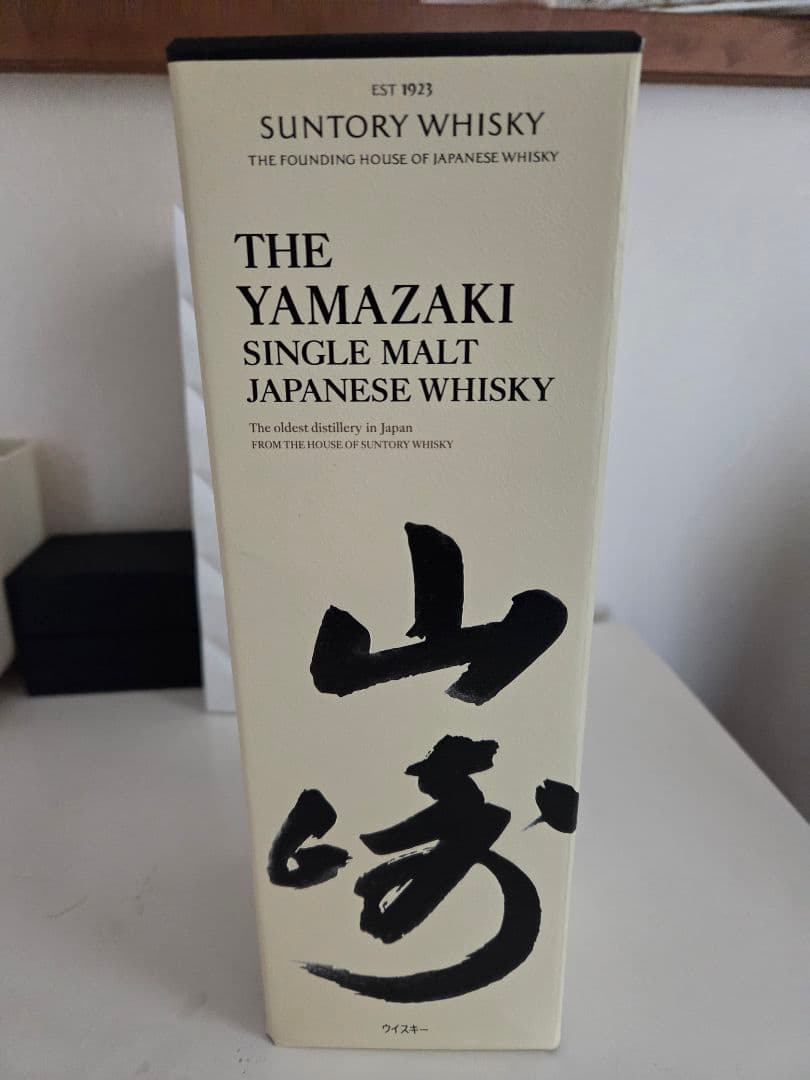 EST 1923
SUNTORY WHISKY
THE FOUNDING HOUSE OF JAPANESE WHISKY
THE
YAMAZAKI
SINGLE MALT
JAPANESE WHISKY
The oldest distillery in Japan
FROM THE HOUSE OF SUNTORY WHISKY
山
崎
ウイスキー